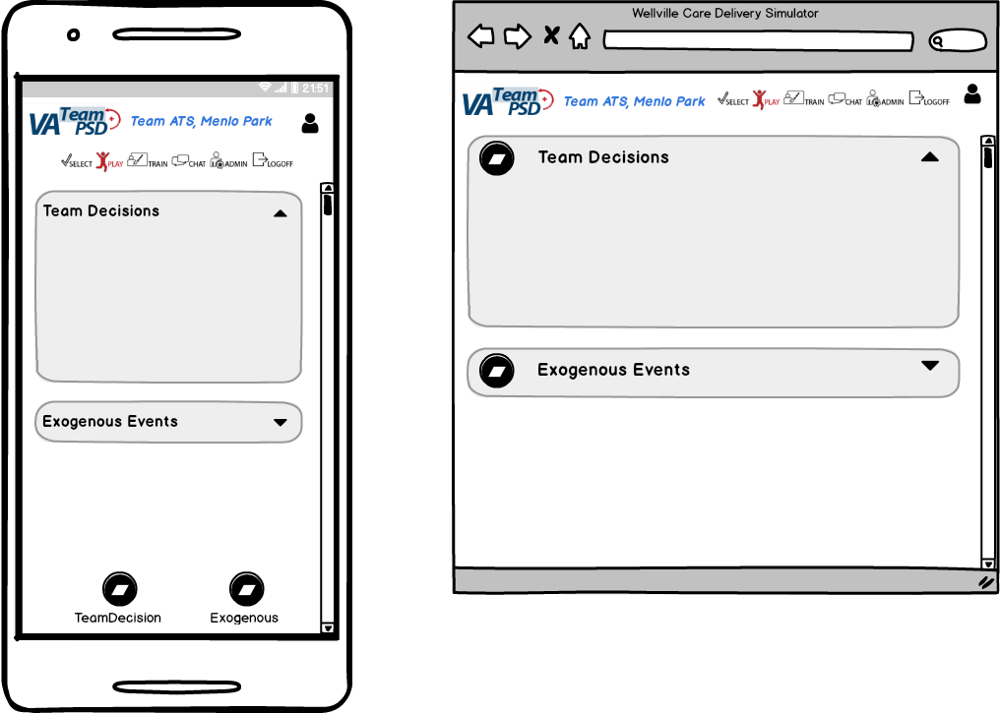 21:51
VA Team PSD
Team ATS, Menlo Park
SELECT PLAY TRAIN CHAT ADMIN LOGOFF
Team Decisions
Exogenous Events
TeamDecision Exogenous
Wellville Care Delivery Simulator
VA Team PSD
Team ATS, Menlo Park SELECT PLAY TRAIN CHAT ADMIN LOGOFF
Team Decisions
Exogenous Events